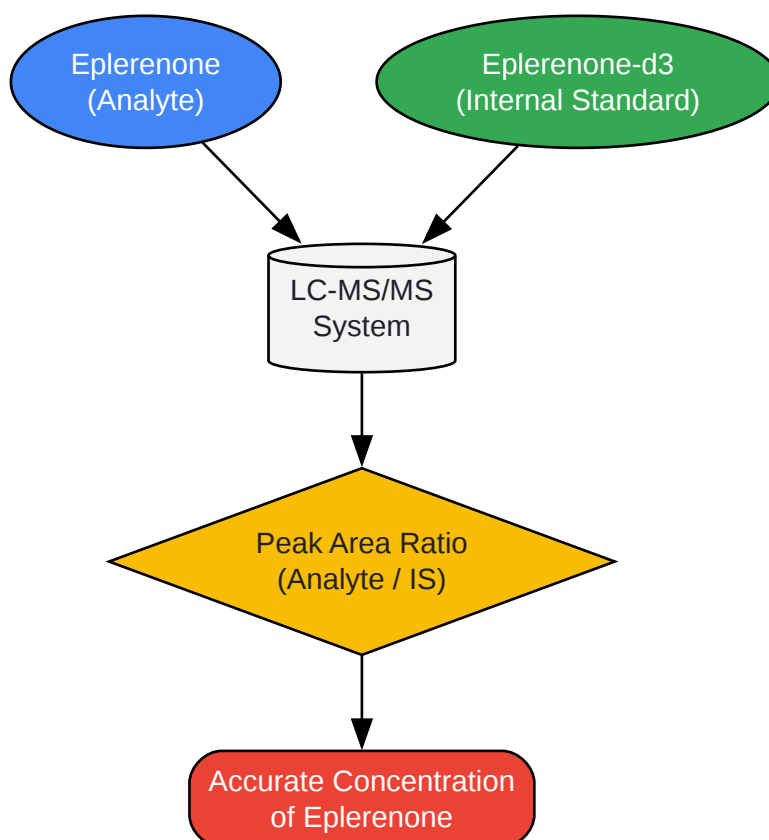 Eplerenone
(Analyte)
Eplerenone-d3
(Internal Standard)
LC-MS/MS
System
Peak Area Ratio
(Analyte / IS)
Accurate Concentration
of Eplerenone